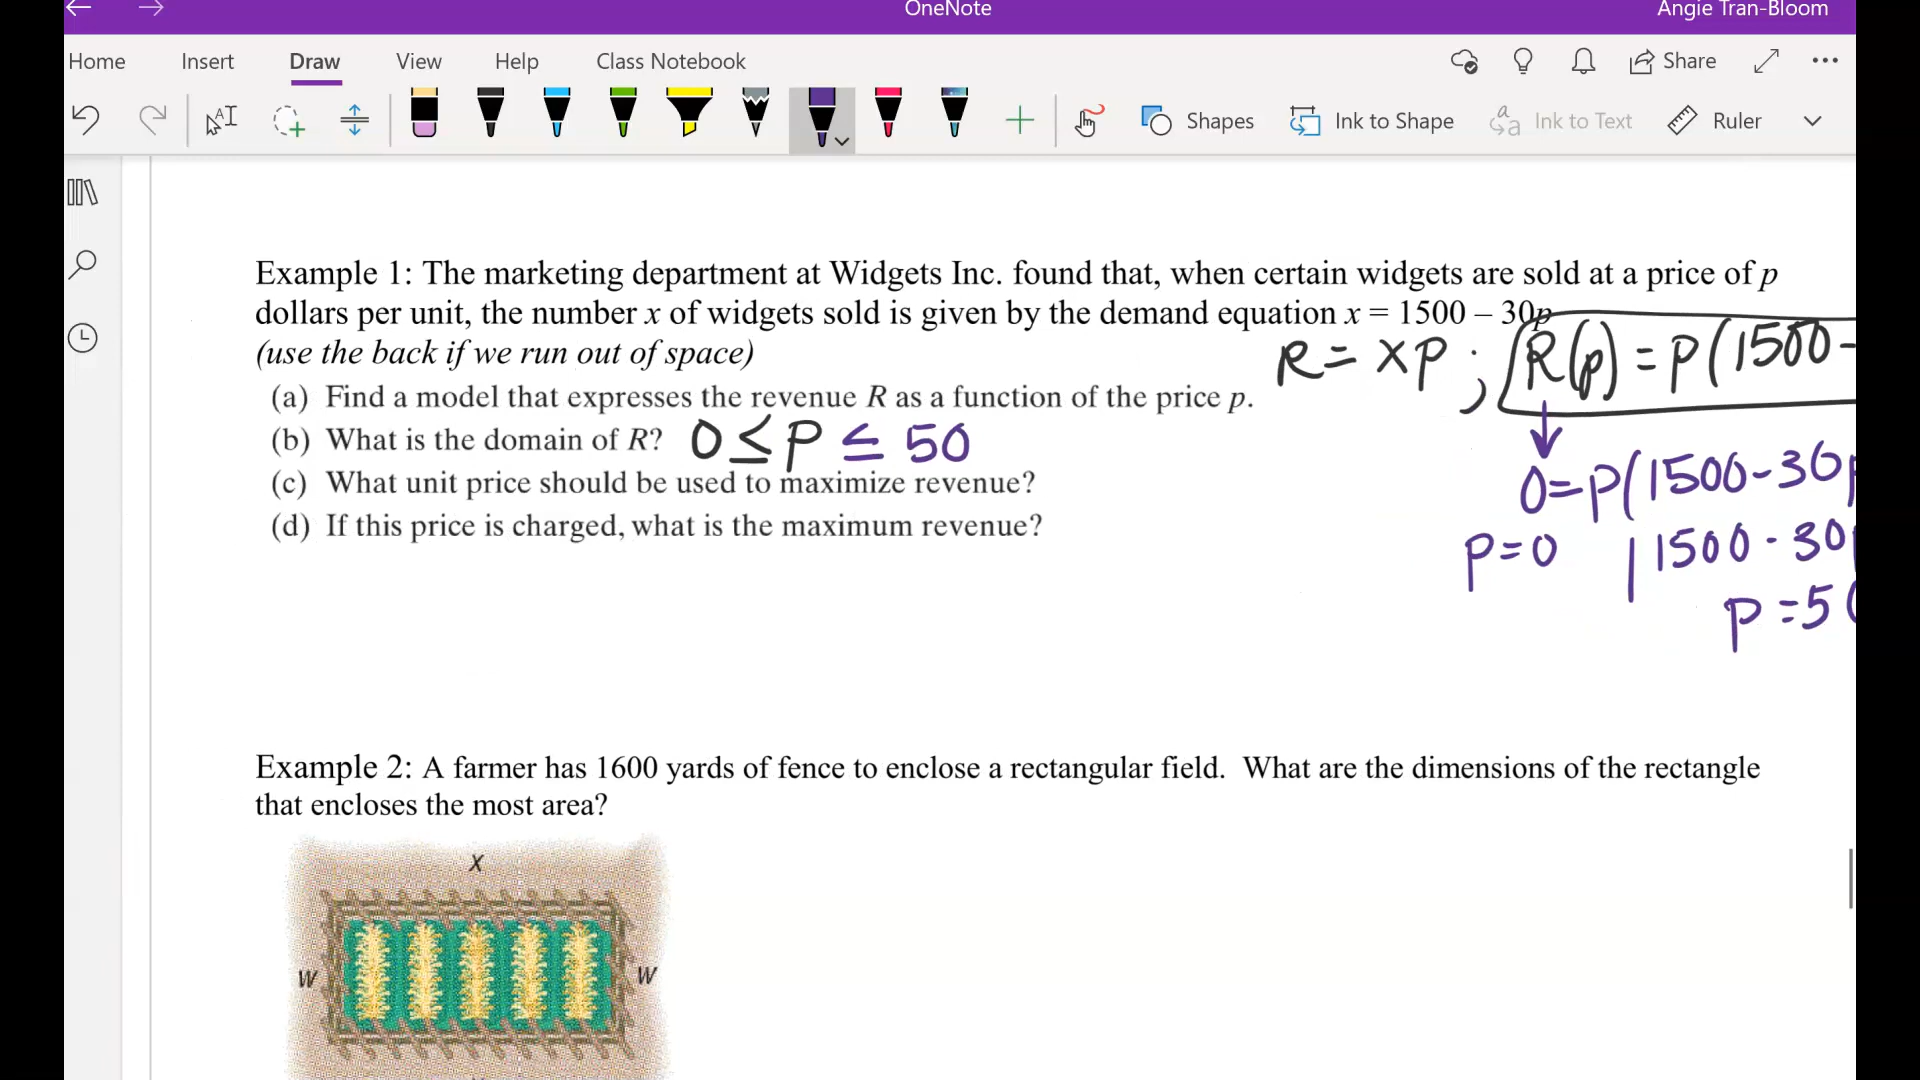 OneNote
Angie Tran-Bloom
Home Insert Draw View Help Class Notebook Share
Shapes Ink to Shape Ink to Text Ruler
Example 1: The marketing department at Widgets Inc. found that, when certain widgets are sold at a price of p
dollars per unit, the number x of widgets sold is given by the demand equation x = 1500 – 30p
(use the back if we run out of space)
R = xp ; R(p) = p(1500-
(a) Find a model that expresses the revenue R as a function of the price p.
(b) What is the domain of R? 0 ≤ p ≤ 50
0=p(1500-30p
(c) What unit price should be used to maximize revenue?
(d) If this price is charged, what is the maximum revenue?
p=0 | 1500-30p
p=50
Example 2: A farmer has 1600 yards of fence to enclose a rectangular field. What are the dimensions of the rectangle
that encloses the most area?
x
w w